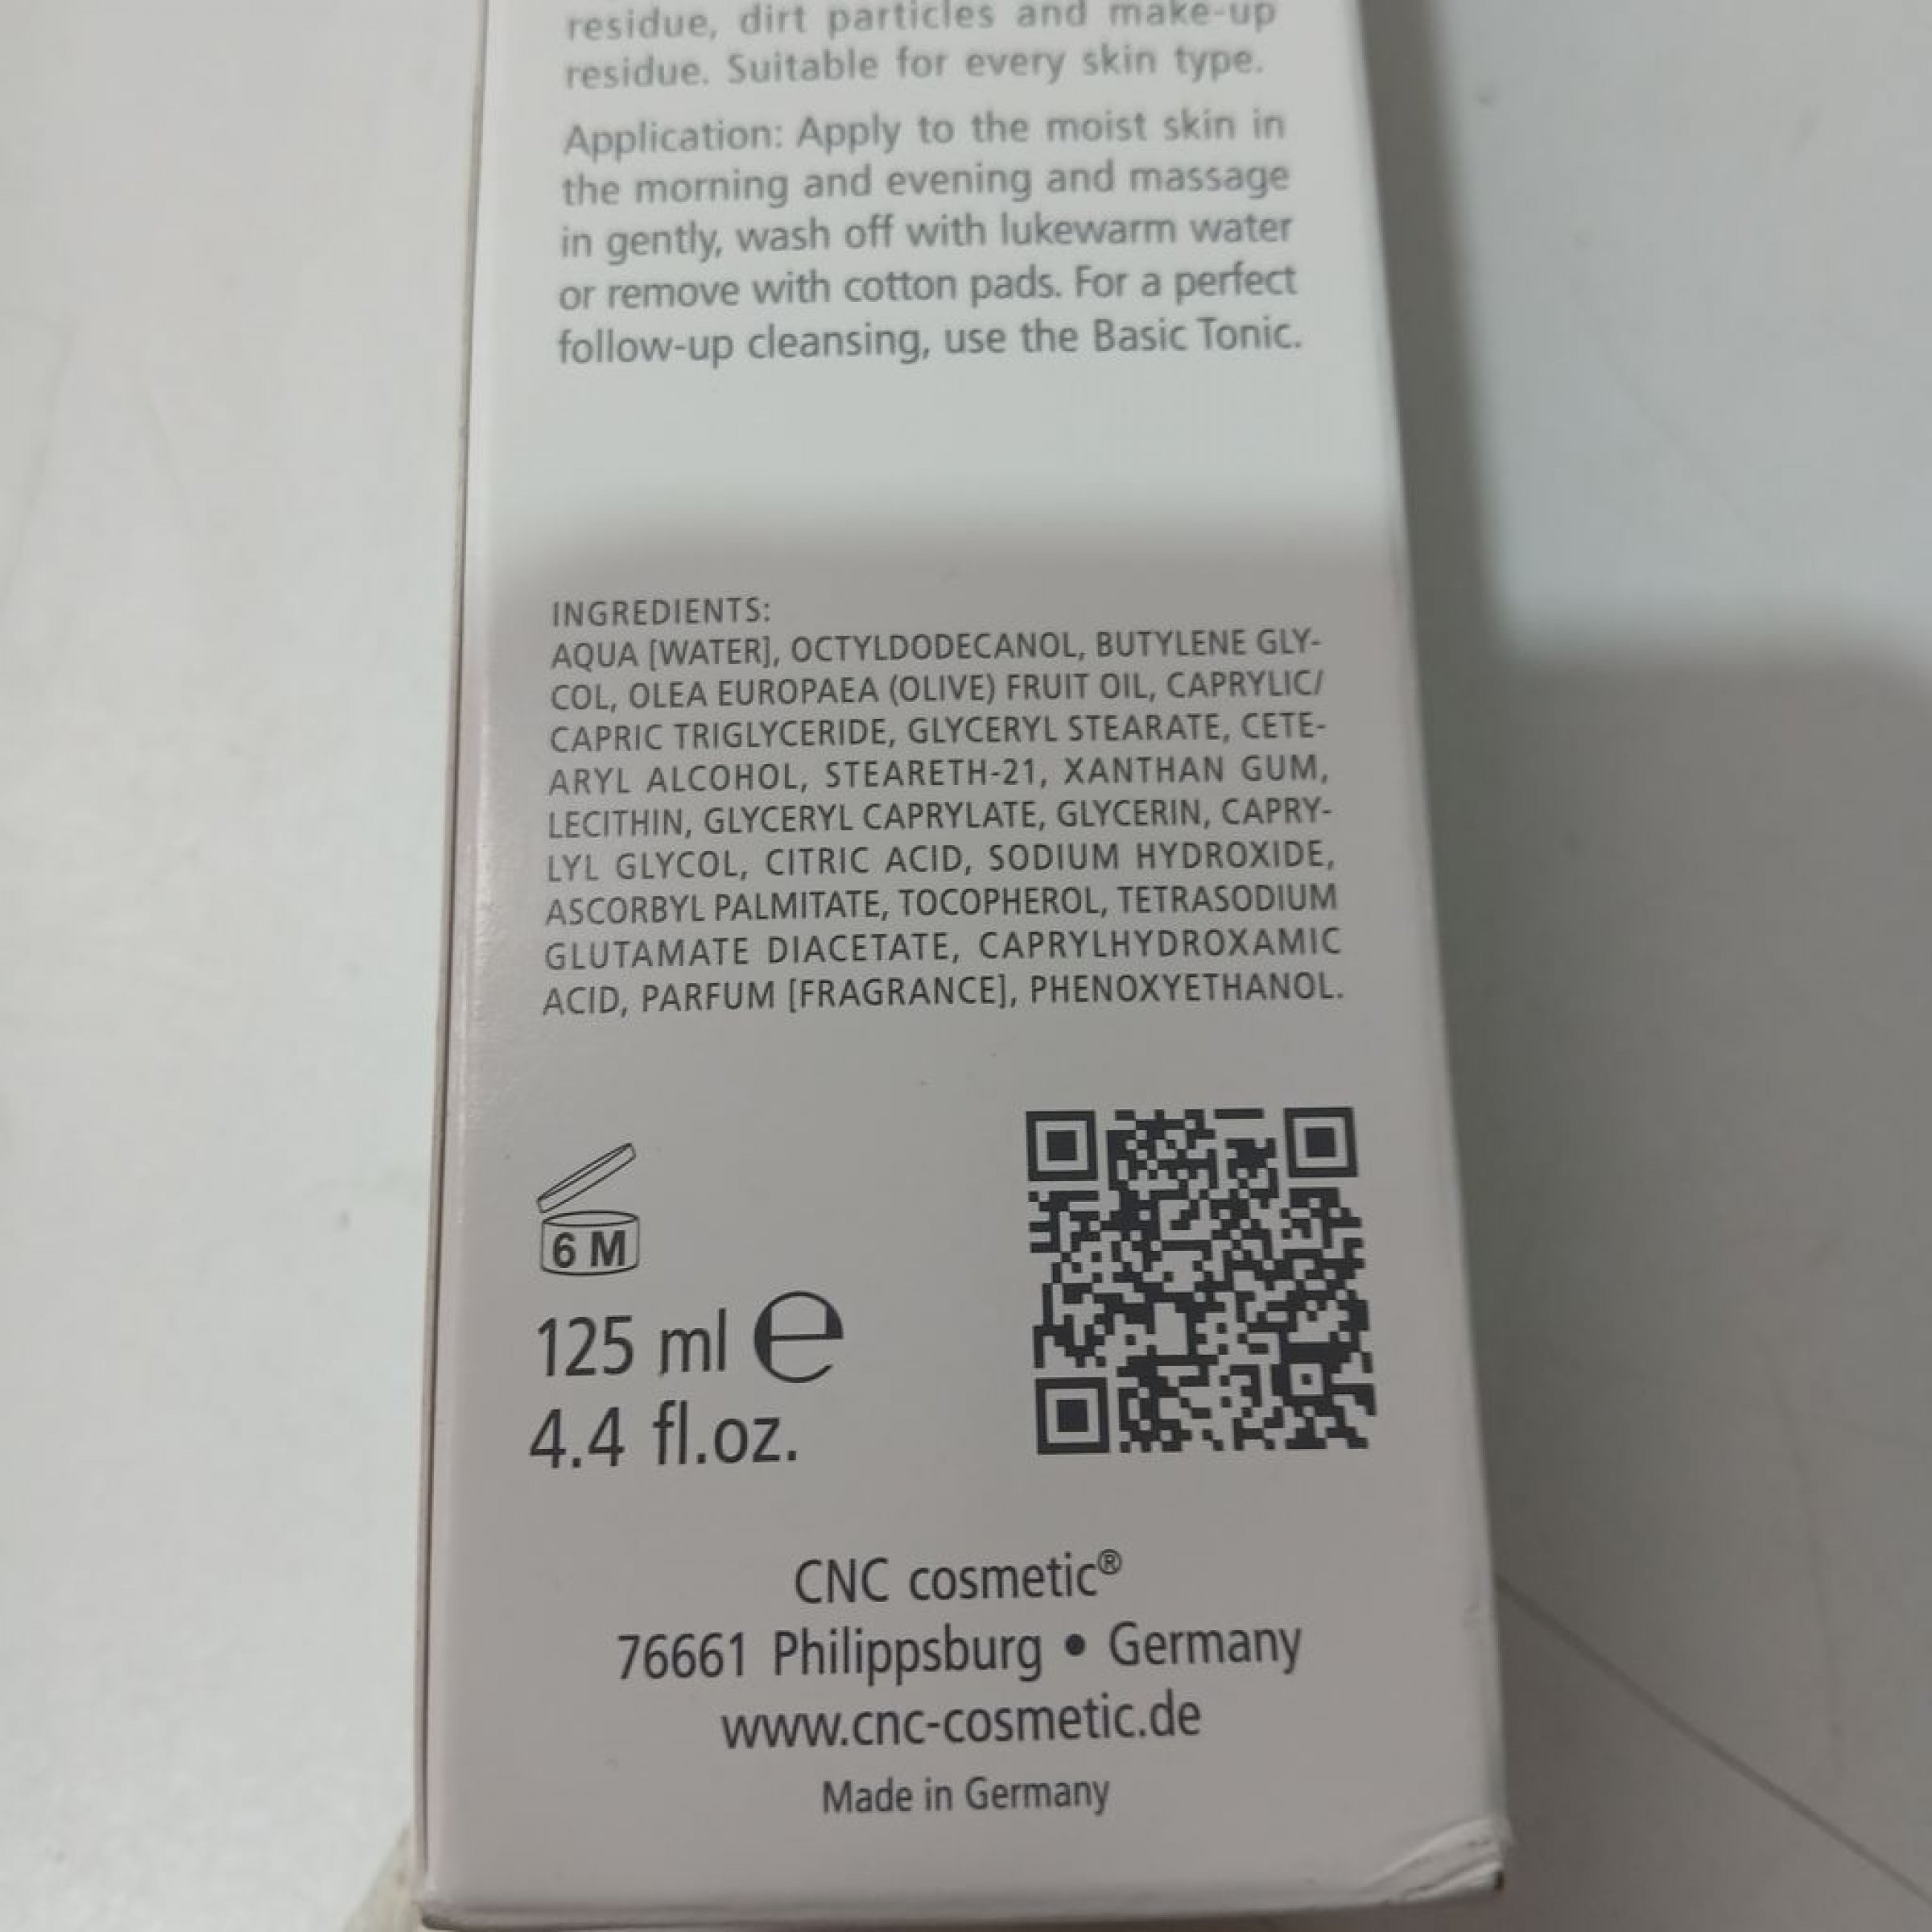 residue, dirt particles and make-up
residue. Suitable for every skin type.
Application: Apply to the moist skin in
the morning and evening and massage
in gently, wash off with lukewarm water
or remove with cotton pads. For a perfect
follow-up cleansing, use the Basic Tonic.
INGREDIENTS:
AQUA [WATER], OCTYLDODECANOL, BUTYLENE GLY-
COL, OLEA EUROPAEA (OLIVE) FRUIT OIL, CAPRYLIC/
CAPRIC TRIGLYCERIDE, GLYCERYL STEARATE, CETE-
ARYL ALCOHOL, STEARETH-21, XANTHAN GUM,
LECITHIN, GLYCERYL CAPRYLATE, GLYCERIN, CAPRY-
LYL GLYCOL, CITRIC ACID, SODIUM HYDROXIDE,
ASCORBYL PALMITATE, TOCOPHEROL, TETRASODIUM
GLUTAMATE DIACETATE, CAPRYLHYDROXAMIC
ACID, PARFUM [FRAGRANCE], PHENOXYETHANOL.
6 M
125 ml e
4.4 fl.oz.
CNC cosmetic®
76661 Philippsburg • Germany
www.cnc-cosmetic.de
Made in Germany